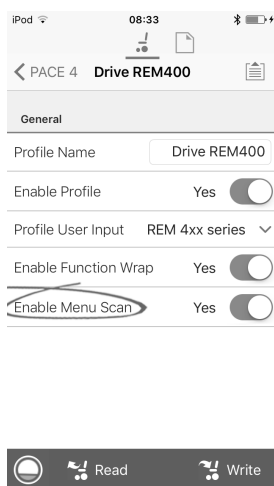 iPod 08:33
PACE 4 Drive REM400
General
Profile Name Drive REM400
Enable Profile Yes
Profile User Input REM 4xx series
Enable Function Wrap Yes
Enable Menu Scan Yes
Read Write